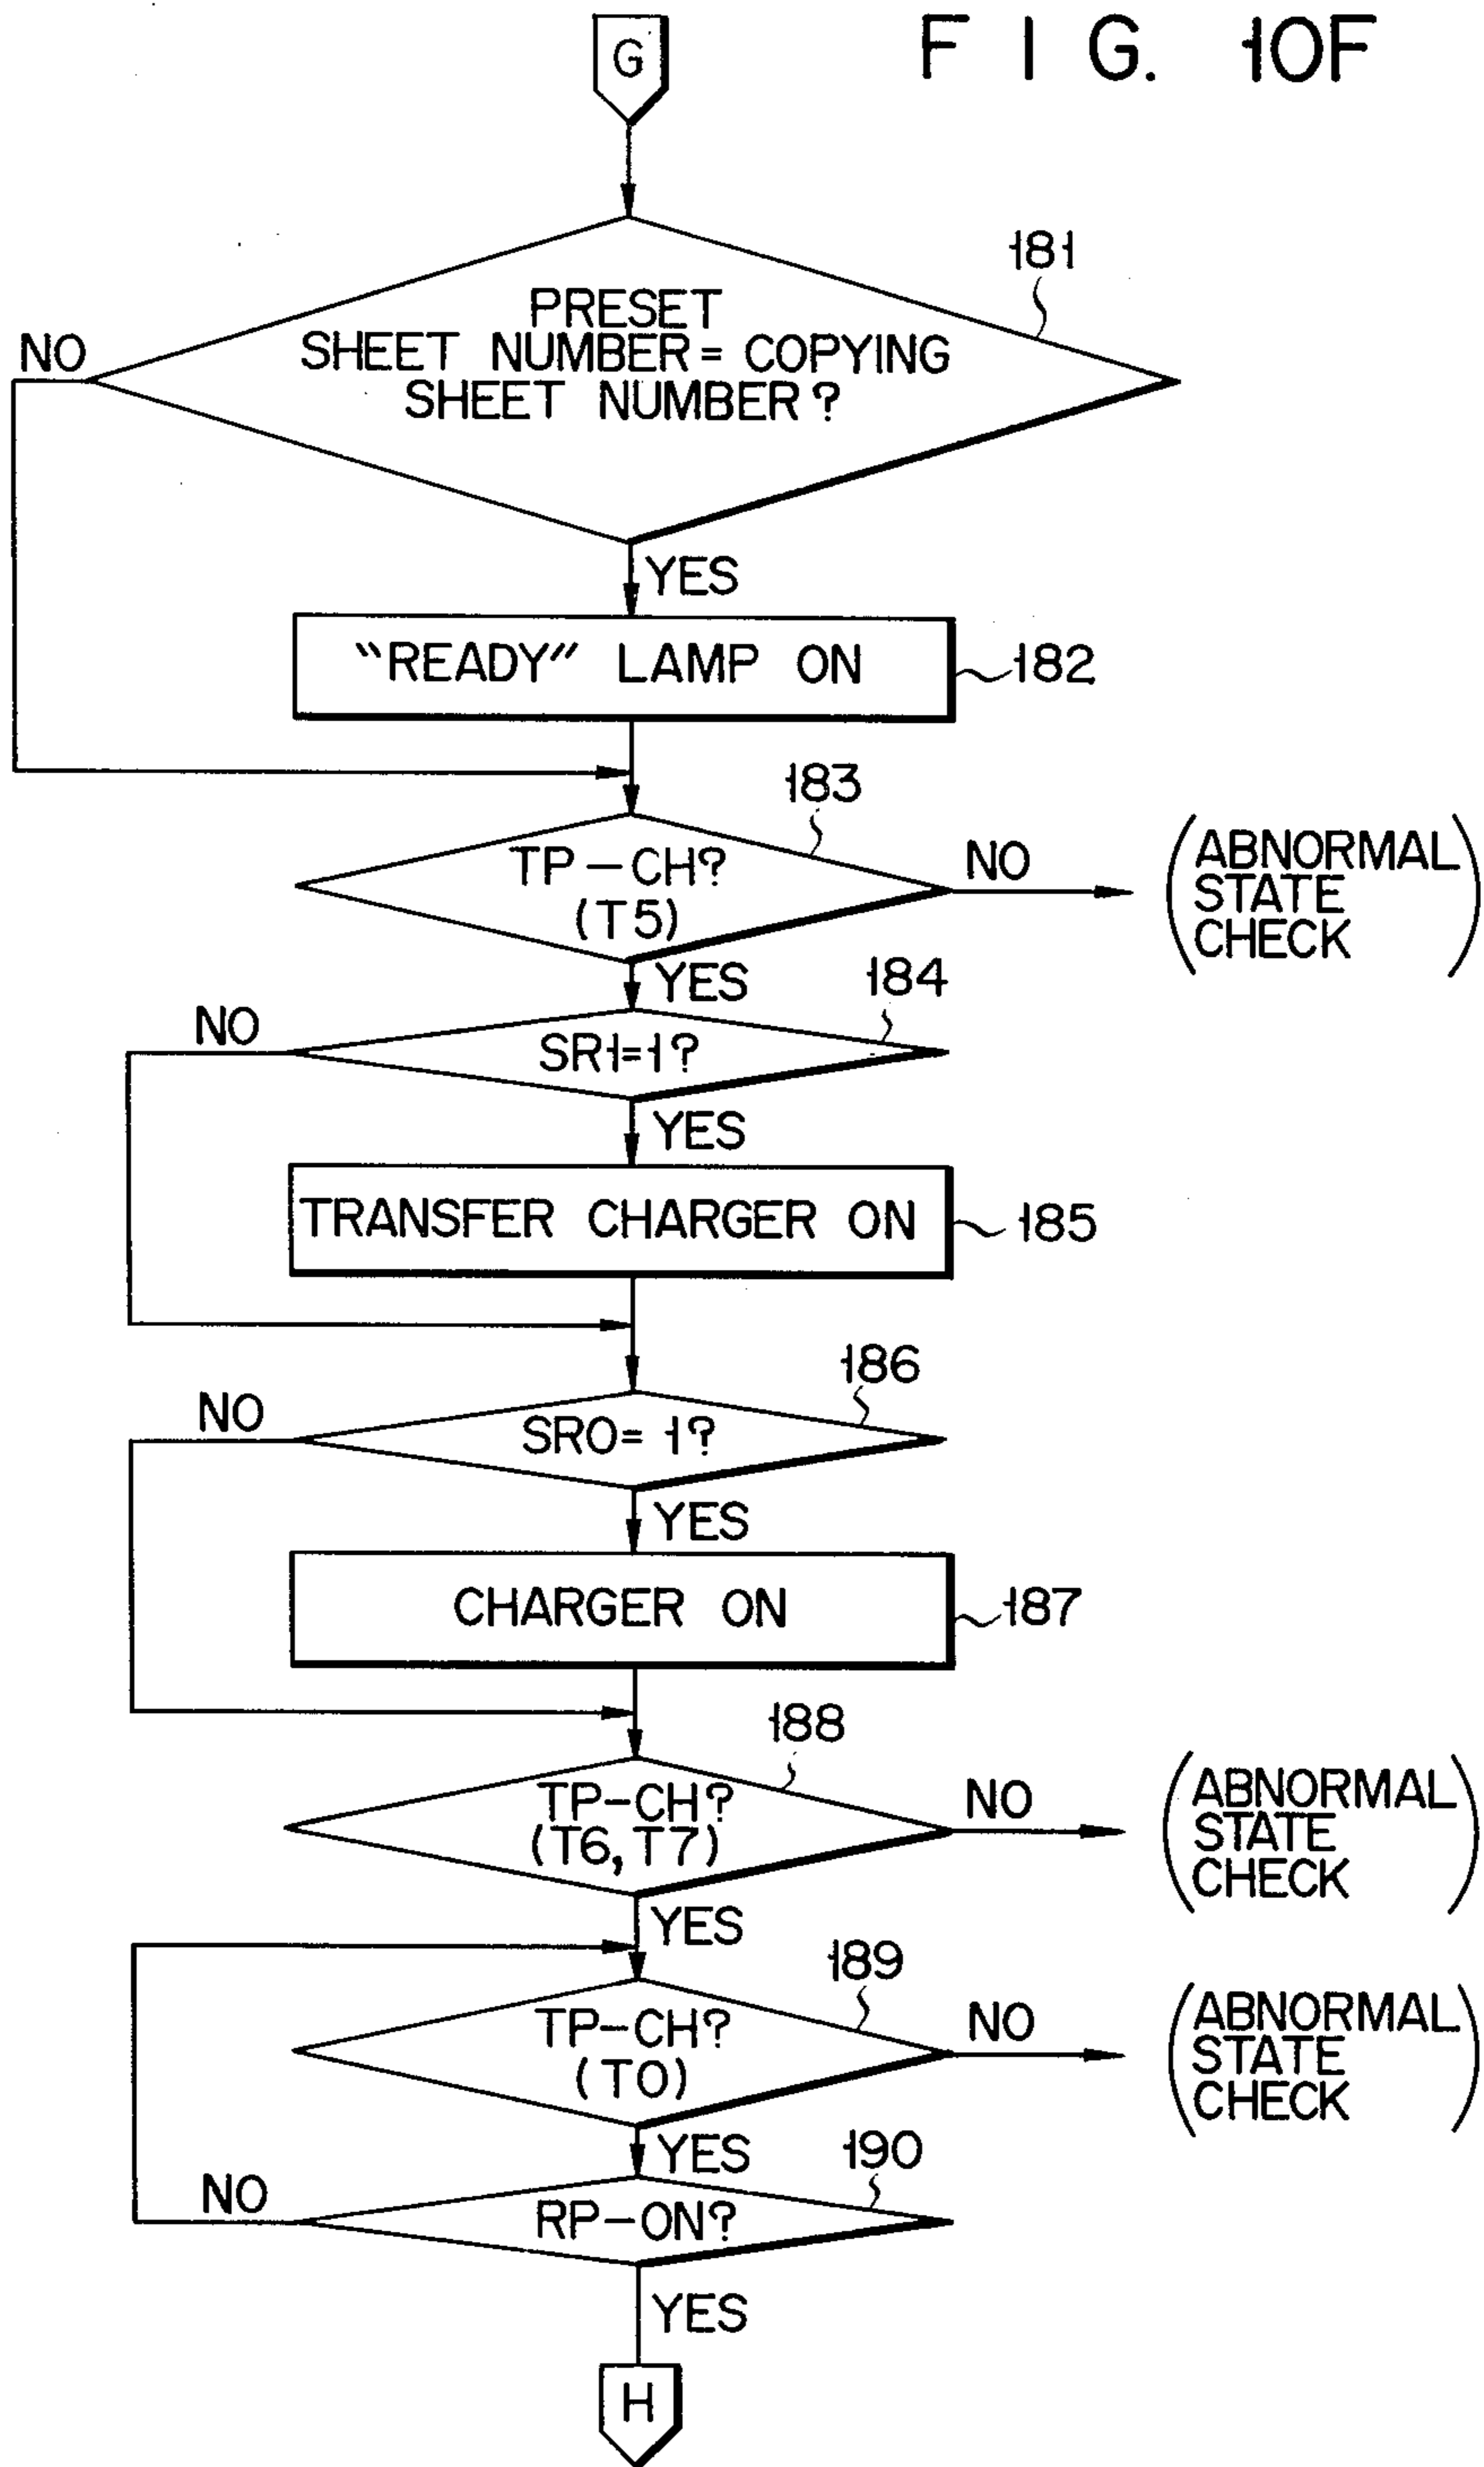 F I G. 10F
G
181
PRESET
SHEET NUMBER = COPYING
SHEET NUMBER ?
NO
YES
"READY" LAMP ON
182
183
TP-CH?
(T5)
NO
(ABNORMAL
STATE
CHECK)
YES
184
NO
SR1=1?
YES
TRANSFER CHARGER ON
185
186
NO
SR0= 1?
YES
CHARGER ON
187
188
TP-CH?
(T6, T7)
NO
(ABNORMAL
STATE
CHECK)
YES
189
TP-CH?
(T0)
NO
(ABNORMAL
STATE
CHECK)
YES
190
NO
RP-ON?
YES
H